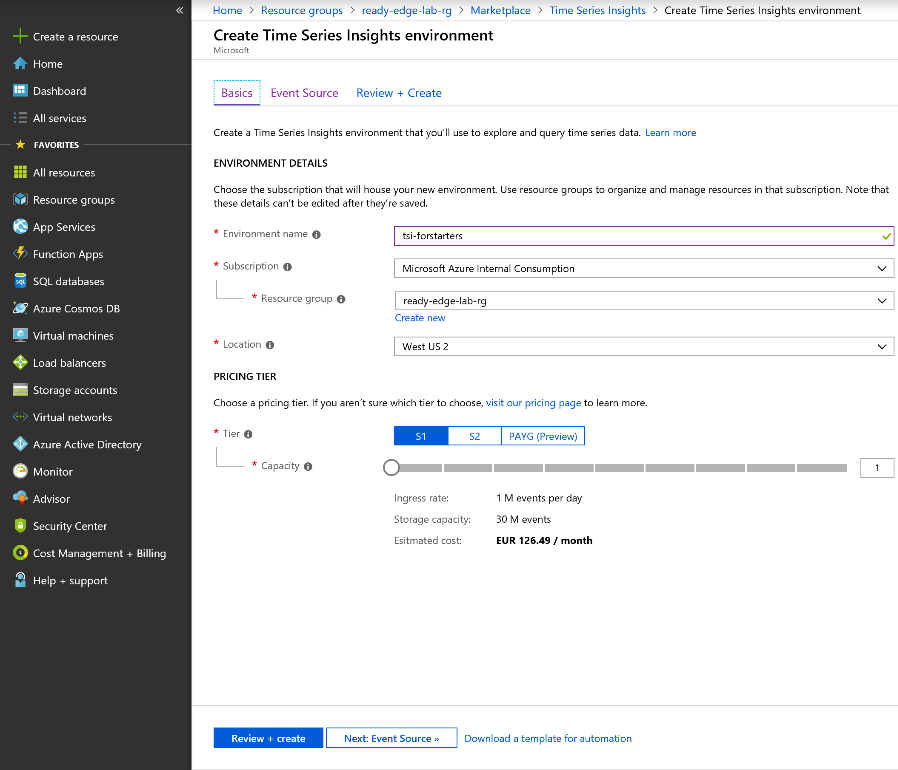 «
Home > Resource groups > ready-edge-lab-rg > Marketplace > Time Series Insights > Create Time Series Insights environment
Create Time Series Insights environment
Microsoft
Create a resource
Home
Dashboard
All services
FAVORITES
All resources
Resource groups
App Services
Function Apps
SQL databases
Azure Cosmos DB
Virtual machines
Load balancers
Storage accounts
Virtual networks
Azure Active Directory
Monitor
Advisor
Security Center
Cost Management + Billing
Help + support
Basics Event Source Review + Create
Create a Time Series Insights environment that you'll use to explore and query time series data. Learn more
ENVIRONMENT DETAILS
Choose the subscription that will house your new environment. Use resource groups to organize and manage resources in that subscription. Note that
these details can't be edited after they're saved.
* Environment name tsi-forstarters
* Subscription Microsoft Azure Internal Consumption
* Resource group ready-edge-lab-rg
Create new
* Location West US 2
PRICING TIER
Choose a pricing tier. If you aren't sure which tier to choose, visit our pricing page to learn more.
* Tier S1 S2 PAYG (Preview)
* Capacity 1
Ingress rate: 1 M events per day
Storage capacity: 30 M events
Esitmated cost: EUR 126.49 / month
Review + create Next: Event Source » Download a template for automation